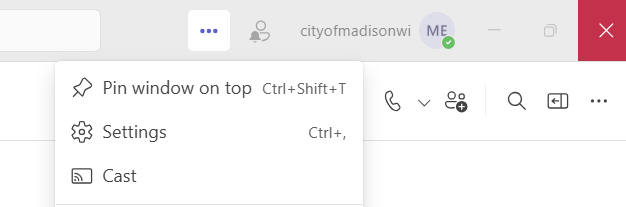 cityofmadisonwi ME
Pin window on top Ctrl+Shift+T
Settings Ctrl+,
Cast